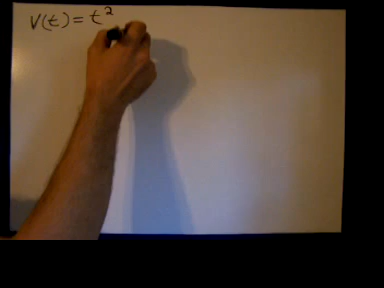 V(t) = t²